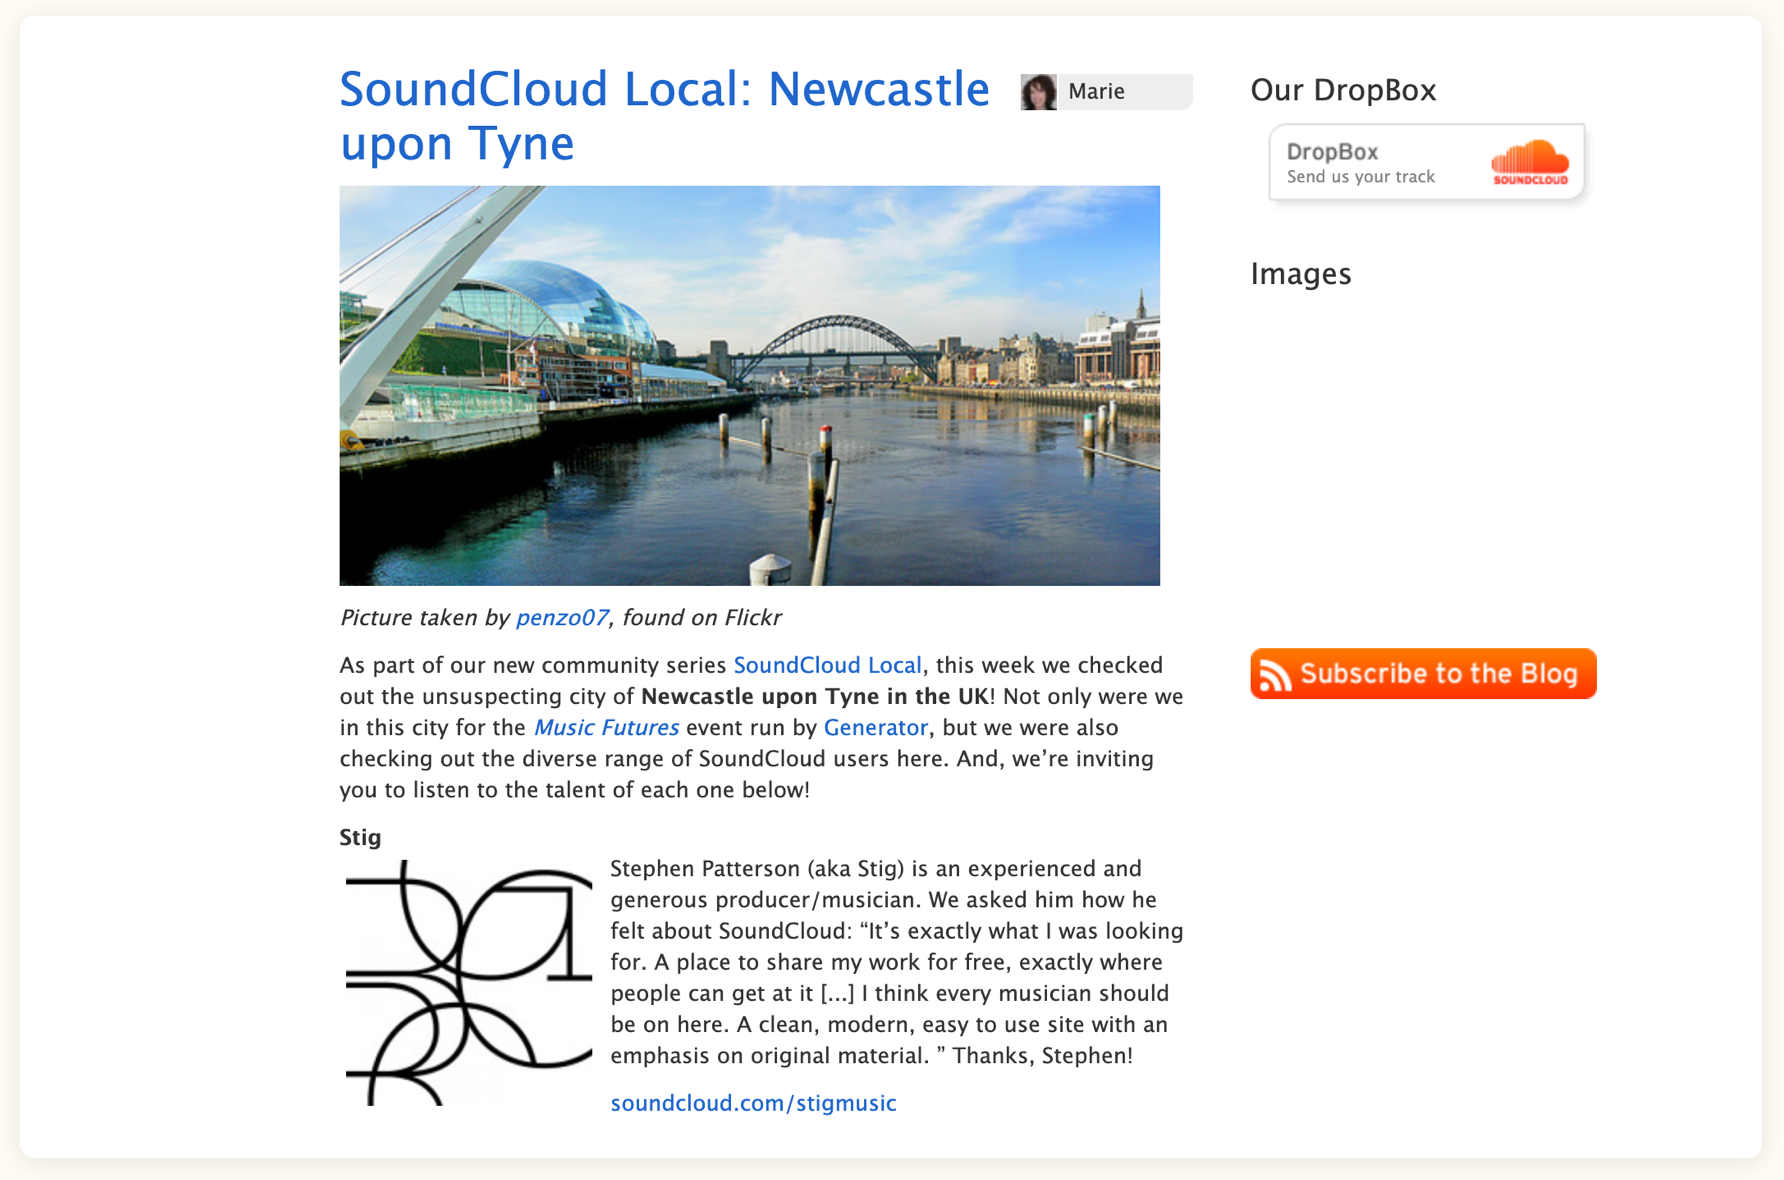 SoundCloud Local: Newcastle
upon Tyne
Marie
Picture taken by penzo07, found on Flickr
As part of our new community series SoundCloud Local, this week we checked
out the unsuspecting city of Newcastle upon Tyne in the UK! Not only were we
in this city for the Music Futures event run by Generator, but we were also
checking out the diverse range of SoundCloud users here. And, we’re inviting
you to listen to the talent of each one below!
Stig
Stephen Patterson (aka Stig) is an experienced and
generous producer/musician. We asked him how he
felt about SoundCloud: “It’s exactly what I was looking
for. A place to share my work for free, exactly where
people can get at it [...] I think every musician should
be on here. A clean, modern, easy to use site with an
emphasis on original material. ” Thanks, Stephen!
soundcloud.com/stigmusic
Our DropBox
DropBox
Send us your track
SOUNDCLOUD
Images
Subscribe to the Blog